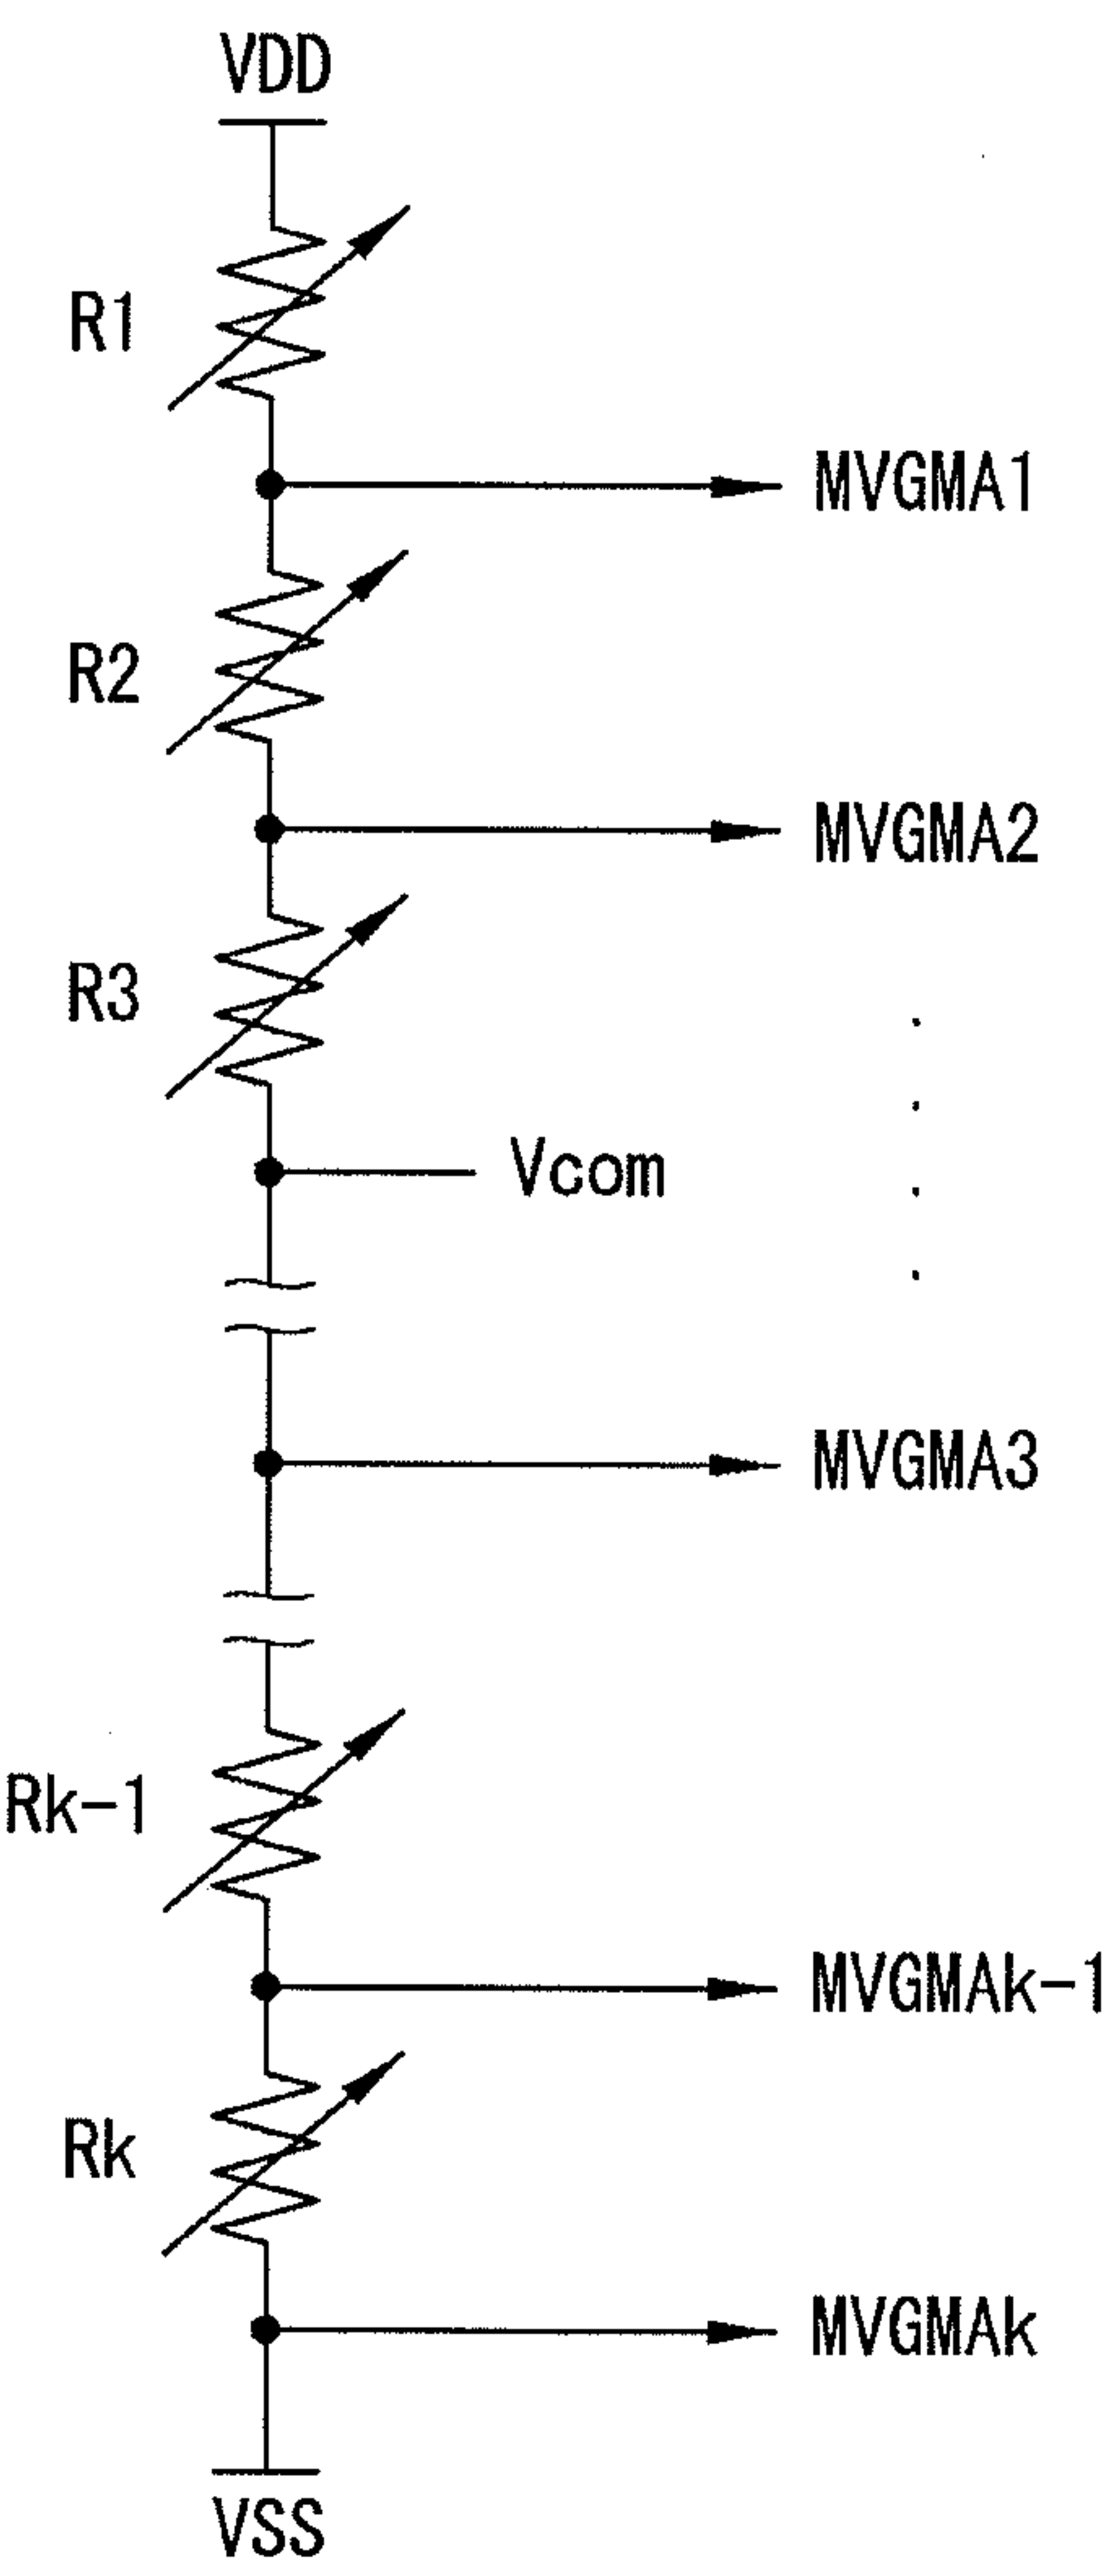 VDD
R1
MVGMA1
R2
MVGMA2
R3
Vcom
MVGMA3
Rk-1
MVGMAk-1
Rk
MVGMAk
VSS